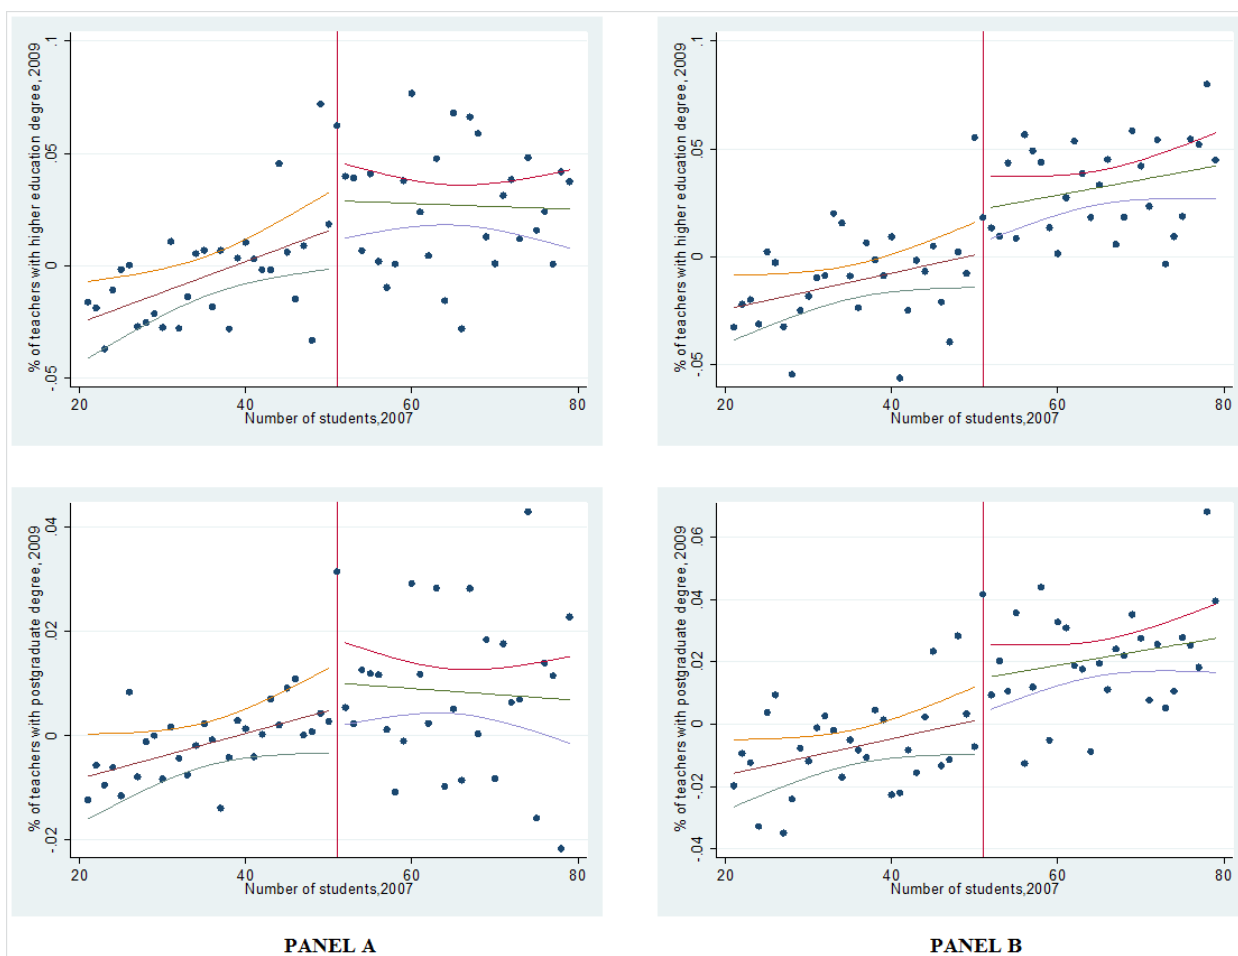 % of teachers with higher education degree, 2009
.1
.05
0
-.05
20 40 60 80
Number of students,2007
% of teachers with higher education degree, 2009
.1
.05
0
-.05
20 40 60 80
Number of students,2007
% of teachers with postgraduate degree, 2009
.04
.02
0
-.02
20 40 60 80
Number of students,2007
% of teachers with postgraduate degree, 2009
.06
.04
.02
0
-.02
-.04
20 40 60 80
Number of students,2007
PANEL A
PANEL B